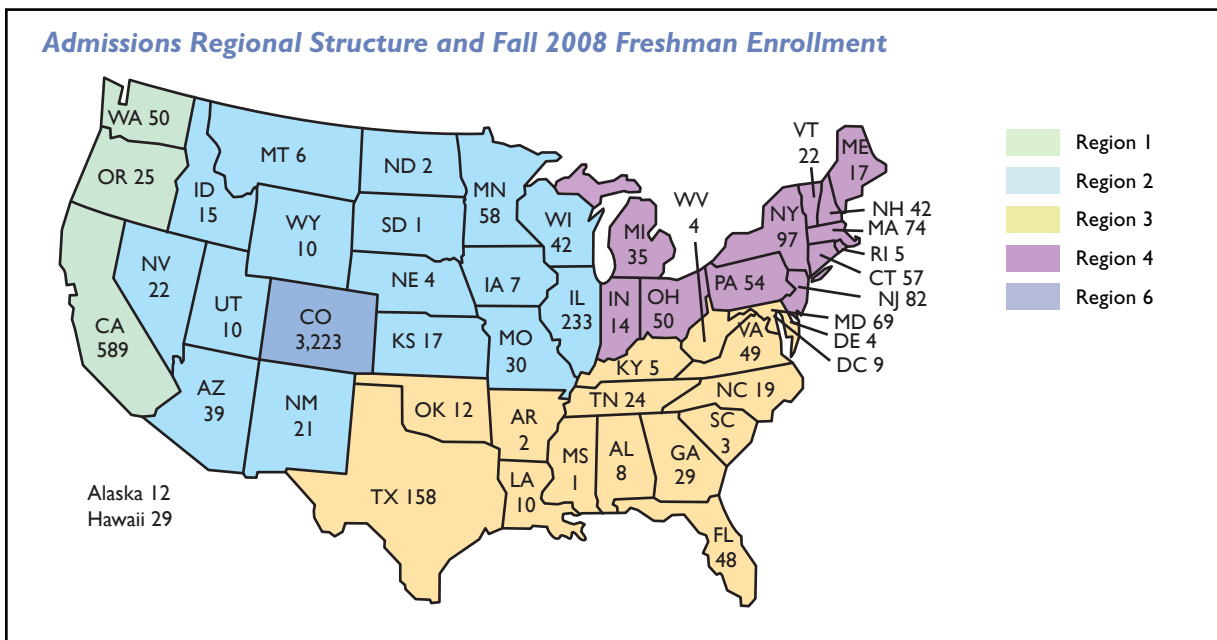 Admissions Regional Structure and Fall 2008 Freshman Enrollment
WA 50
OR 25
CA
589
ID
15
NV
22
MT 6
WY
10
UT
10
CO
3,223
AZ
39
NM
21
ND 2
SD 1
NE 4
KS 17
MN
58
IA 7
MO
30
WI
42
IL
233
OK 12
TX 158
AR
2
LA
10
MS
1
AL
8
GA
29
FL
48
SC
3
NC 19
TN 24
KY 5
VA
49
WV
4
MI
35
IN
14
OH
50
PA 54
NY
97
VT
22
ME
17
NH 42
MA 74
RI 5
CT 57
NJ 82
MD 69
DE 4
DC 9
Alaska 12
Hawaii 29
Region 1
Region 2
Region 3
Region 4
Region 6